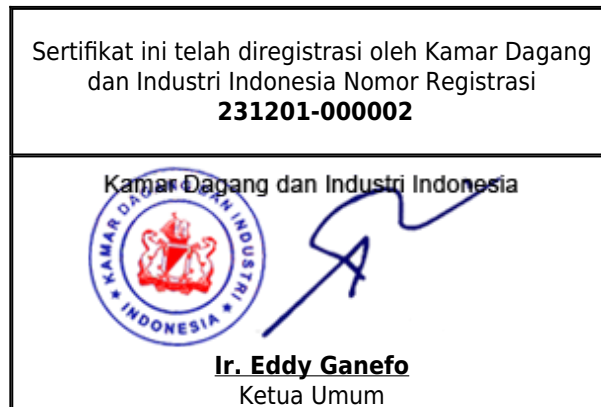 Sertifikat ini telah diregistrasi oleh Kamar Dagang
dan Industri Indonesia Nomor Registrasi
231201-000002
Kamar Dagang dan Industri Indonesia
KAMAR DAGANG DAN INDUSTRI
★ INDONESIA ★
Ir. Eddy Ganefo
Ketua Umum